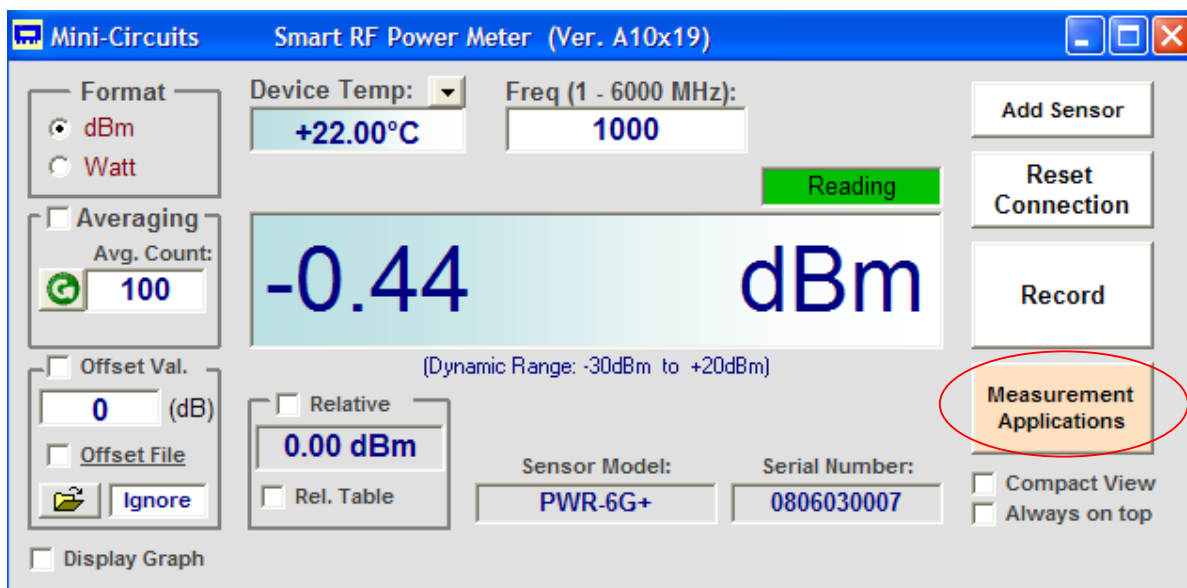 Mini-Circuits Smart RF Power Meter (Ver. A10x19)
Format
dBm
Watt
Device Temp:
+22.00°C
Freq (1 - 6000 MHz):
1000
Add Sensor
Reading
Reset
Connection
Averaging
Avg. Count:
100
-0.44 dBm
Record
(Dynamic Range: -30dBm to +20dBm)
Offset Val.
0 (dB)
Offset File
Ignore
Relative
0.00 dBm
Rel. Table
Sensor Model:
PWR-6G+
Serial Number:
0806030007
Measurement
Applications
Compact View
Always on top
Display Graph